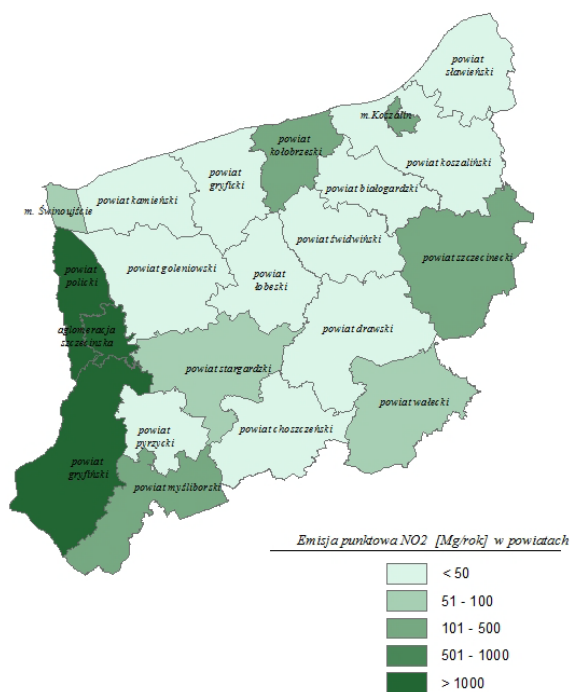 powiat
sławieński
m. Koszalin
powiat
kołobrzeski
powiat koszaliński
powiat
gryficki
powiat białogardzki
powiat kamieński
m. Świnoujście
powiat świdwiński
powiat szczecinecki
powiat goleniowski
powiat
policki
powiat
łobeski
powiat drawski
aglomeracja
szczecińska
powiat stargardzki
powiat wałecki
powiat
pyrzycki
powiat choszczeński
powiat
gryfiński
powiat myśliborski
Emisja punktowa NO2 [Mg/rok] w powiatach
< 50
51 - 100
101 - 500
501 - 1000
> 1000